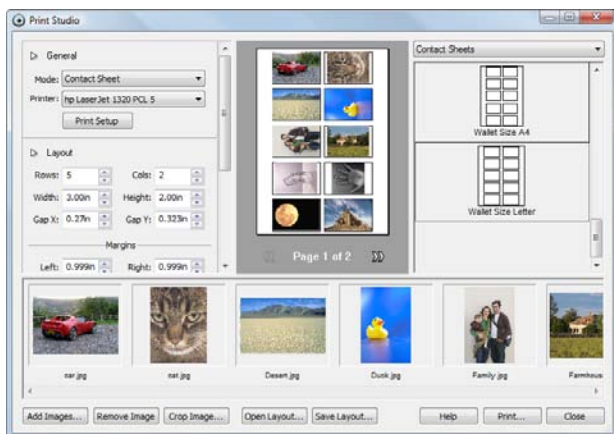 Print Studio
General
Mode: Contact Sheet
Printer: hp LaserJet 1320 PCL 5
Print Setup
Layout
Rows: 5 Cols: 2
Width: 3.00in Height: 2.00in
Gap X: 0.27in Gap Y: 0.323in
Margins
Left: 0.999in Right: 0.999in
Page 1 of 2
Contact Sheets
Wallet Size A4
Wallet Size Letter
car.jpg cat.jpg Desert.jpg Dusk.jpg Family.jpg Farmhous
Add Images... Remove Image Crop Image... Open Layout... Save Layout... Help Print... Close